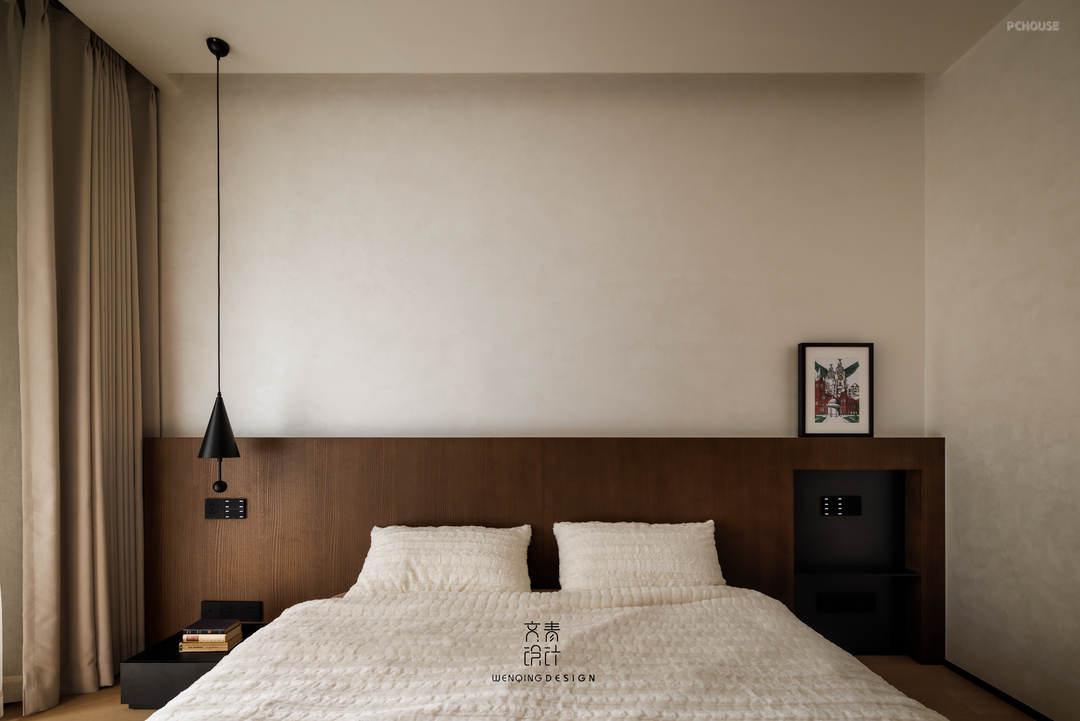 PCHOUSE
文青
设计
WENQING DESIGN